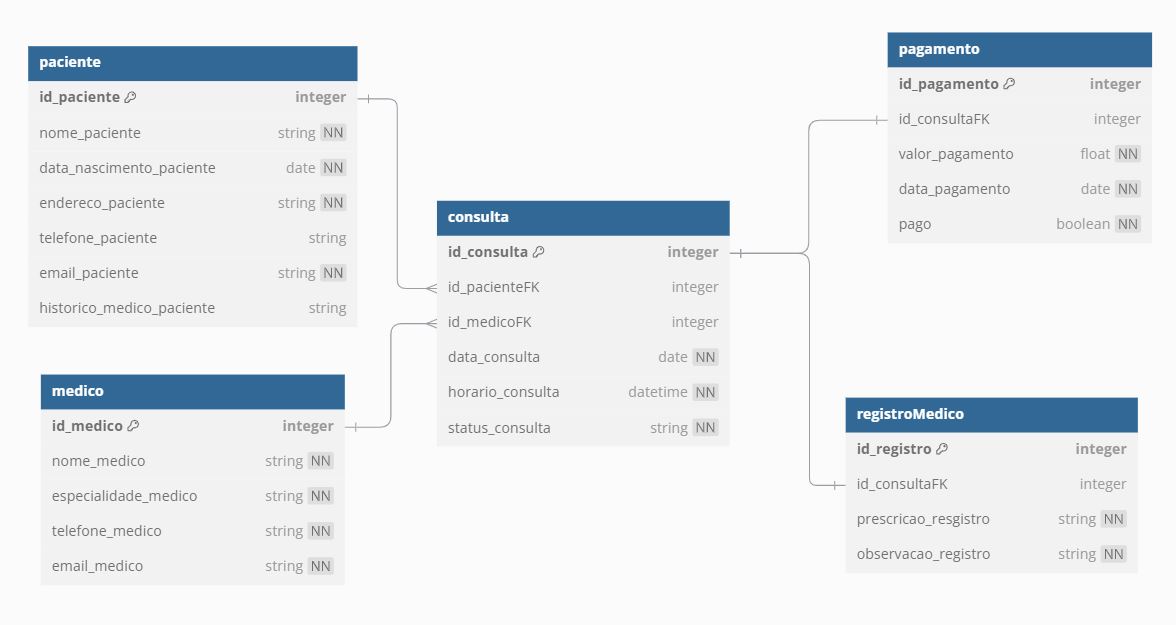 paciente
id_paciente integer
nome_paciente string NN
data_nascimento_paciente date NN
endereco_paciente string NN
telefone_paciente string
email_paciente string NN
historico_medico_paciente string
medico
id_medico integer
nome_medico string NN
especialidade_medico string NN
telefone_medico string NN
email_medico string NN
consulta
id_consulta integer
id_pacienteFK integer
id_medicoFK integer
data_consulta date NN
horario_consulta datetime NN
status_consulta string NN
pagamento
id_pagamento integer
id_consultaFK integer
valor_pagamento float NN
data_pagamento date NN
pago boolean NN
registroMedico
id_registro integer
id_consultaFK integer
prescricao_resgistro string NN
observacao_registro string NN